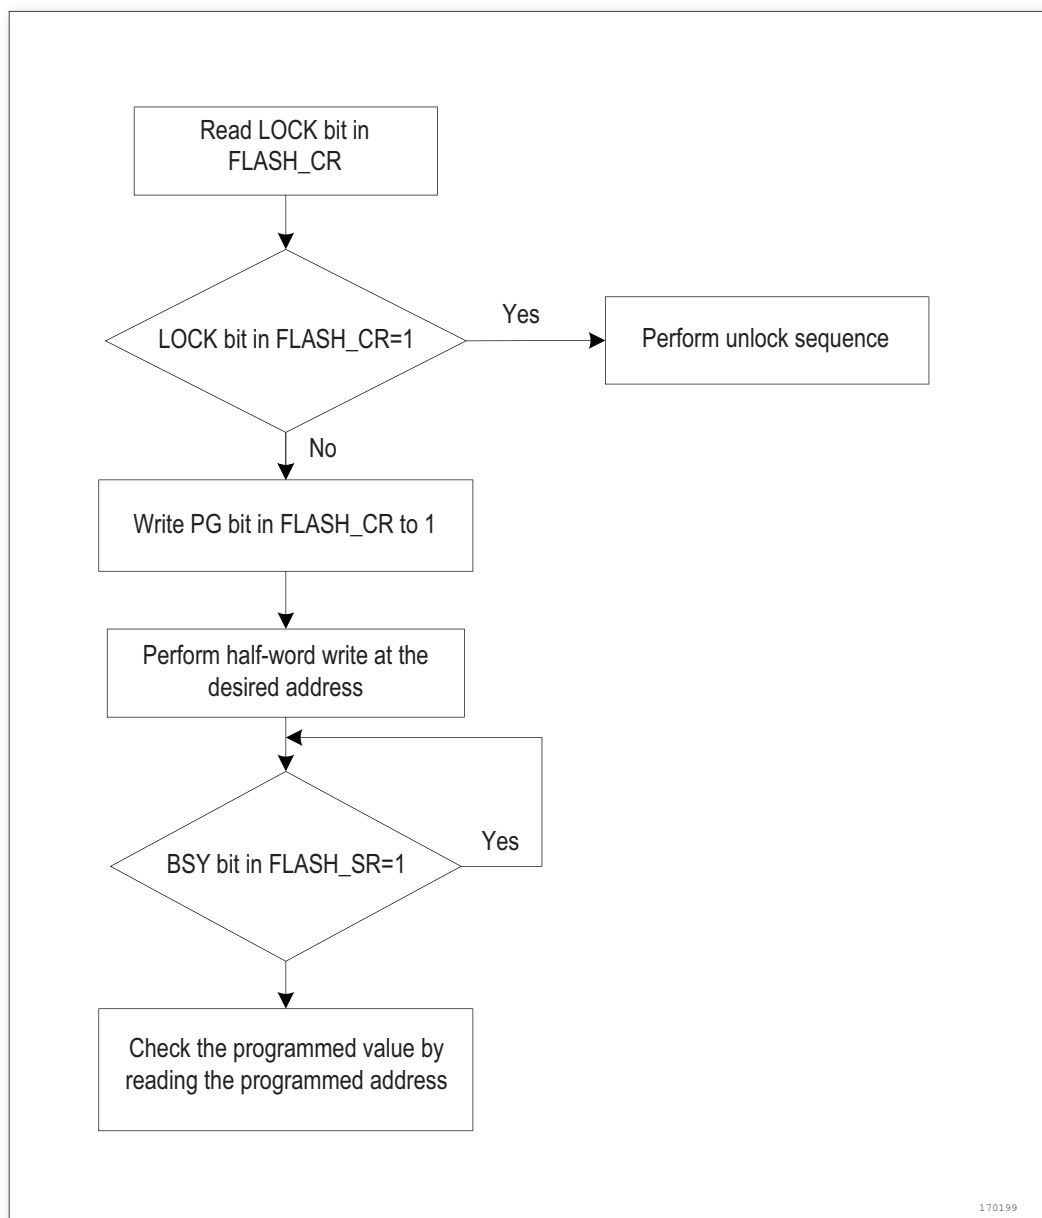 Read LOCK bit in
FLASH_CR
LOCK bit in FLASH_CR=1
Yes
Perform unlock sequence
No
Write PG bit in FLASH_CR to 1
Perform half-word write at the
desired address
BSY bit in FLASH_SR=1
Yes
Check the programmed value by
reading the programmed address
170199